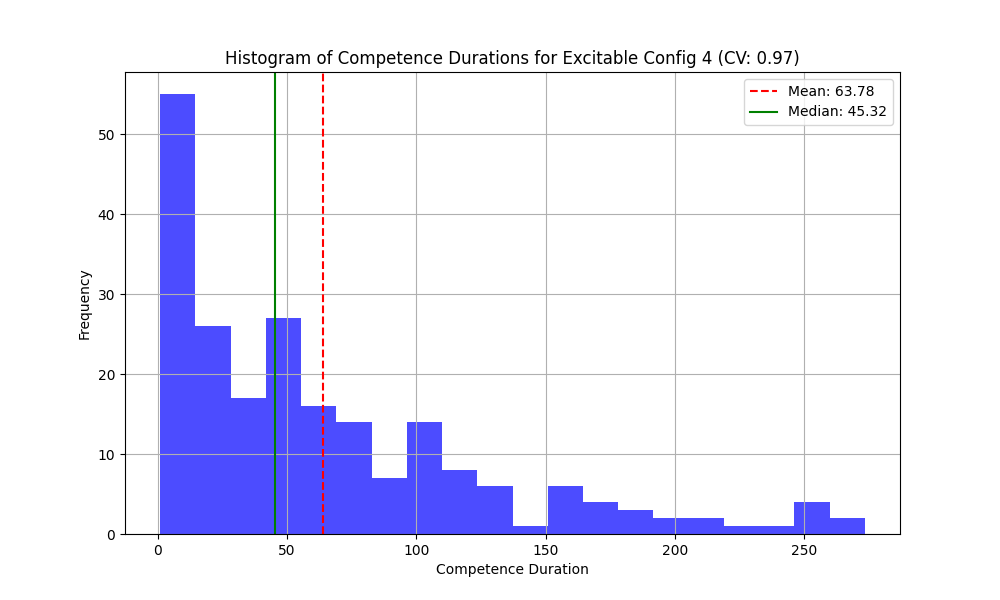 Histogram of Competence Durations for Excitable Config 4 (CV: 0.97)
Mean: 63.78
Median: 45.32
Frequency
50
40
30
20
10
0
0 50 100 150 200 250
Competence Duration